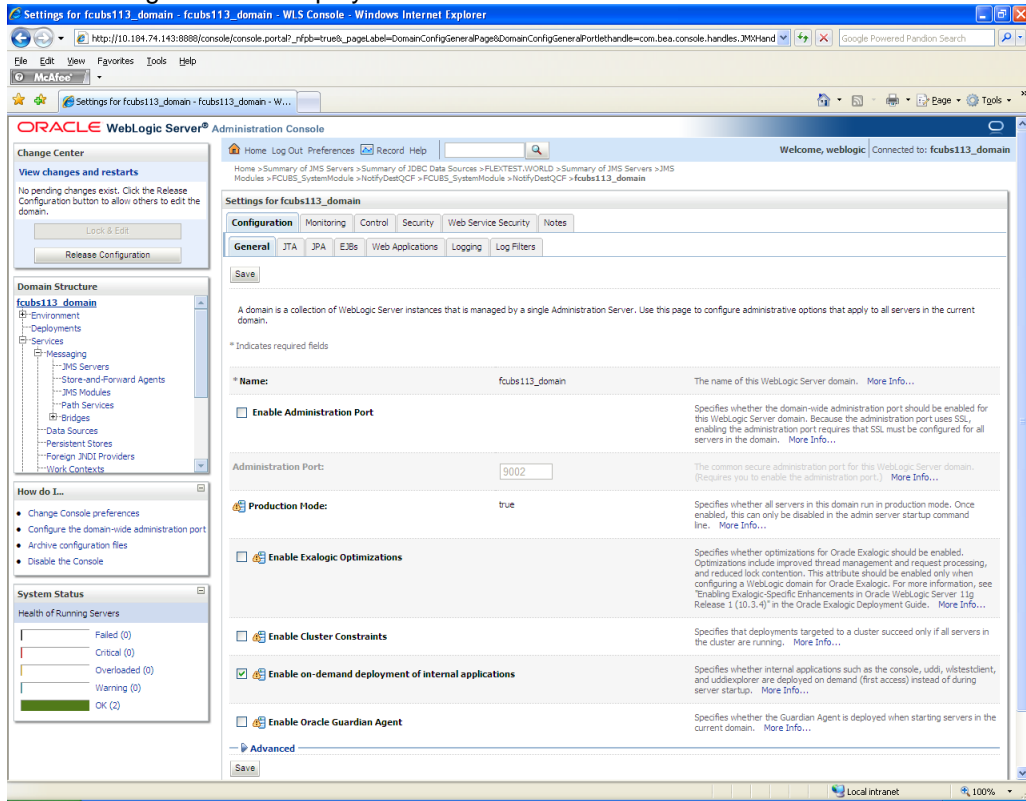 Settings for fcubs113_domain - fcubs113_domain - WLS Console - Windows Internet Explorer
http://10.184.74.143:8888/console/console.portal?_nfpb=true&_pageLabel=DomainConfigGeneralPage&DomainConfigGeneralPortlethandle=com.bea.console.handles.JMXHand
Google Powered Pandion Search
File Edit View Favorites Tools Help
McAfee
Settings for fcubs113_domain - fcubs113_domain - W...
Page Tools
ORACLE WebLogic Server® Administration Console
Change Center
View changes and restarts
No pending changes exist. Click the Release
Configuration button to allow others to edit the
domain.
Lock & Edit
Release Configuration
Domain Structure
fcubs113_domain
Environment
Deployments
Services
Messaging
JMS Servers
Store-and-Forward Agents
JMS Modules
Path Services
Bridges
Data Sources
Persistent Stores
Foreign JNDI Providers
Work Contexts
How do I...
Change Console preferences
Configure the domain-wide administration port
Archive configuration files
Disable the Console
System Status
Health of Running Servers
Failed (0)
Critical (0)
Overloaded (0)
Warning (0)
OK (2)
Home Log Out Preferences Record Help
Welcome, weblogic Connected to: fcubs113_domain
Home >Summary of JMS Servers >Summary of JDBC Data Sources >FLEXTEST.WORLD >Summary of JMS Servers >JMS
Modules >FCUBS_SystemModule >NotifyDestQCF >FCUBS_SystemModule >NotifyDestQCF >fcubs113_domain
Settings for fcubs113_domain
Configuration Monitoring Control Security Web Service Security Notes
General JTA JPA EJBs Web Applications Logging Log Filters
Save
A domain is a collection of WebLogic Server instances that is managed by a single Administration Server. Use this page to configure administrative options that apply to all servers in the current
domain.
* Indicates required fields
* Name: fcubs113_domain The name of this WebLogic Server domain. More Info...
Enable Administration Port
Specifies whether the domain-wide administration port should be enabled for
this WebLogic Server domain. Because the administration port uses SSL,
enabling the administration port requires that SSL must be configured for all
servers in the domain. More Info...
Administration Port: 9002
The common secure administration port for this WebLogic Server domain.
(Requires you to enable the administration port.) More Info...
Production Mode: true
Specifies whether all servers in this domain run in production mode. Once
enabled, this can only be disabled in the admin server startup command
line. More Info...
Enable Exalogic Optimizations
Specifies whether optimizations for Oracle Exalogic should be enabled.
Optimizations include improved thread management and request processing,
and reduced lock contention. This attribute should be enabled only when
configuring a WebLogic domain for Oracle Exalogic. For more information, see
"Enabling Exalogic-Specific Enhancements in Oracle WebLogic Server 11g
Release 1 (10.3.4)" in the Oracle Exalogic Deployment Guide. More Info...
Enable Cluster Constraints
Specifies that deployments targeted to a cluster succeed only if all servers in
the cluster are running. More Info...
Enable on-demand deployment of internal applications
Specifies whether internal applications such as the console, uddi, wlstestclient,
and uddiexplorer are deployed on demand (first access) instead of during
server startup. More Info...
Enable Oracle Guardian Agent
Specifies whether the Guardian Agent is deployed when starting servers in the
current domain. More Info...
Advanced
Save
Local intranet 100%